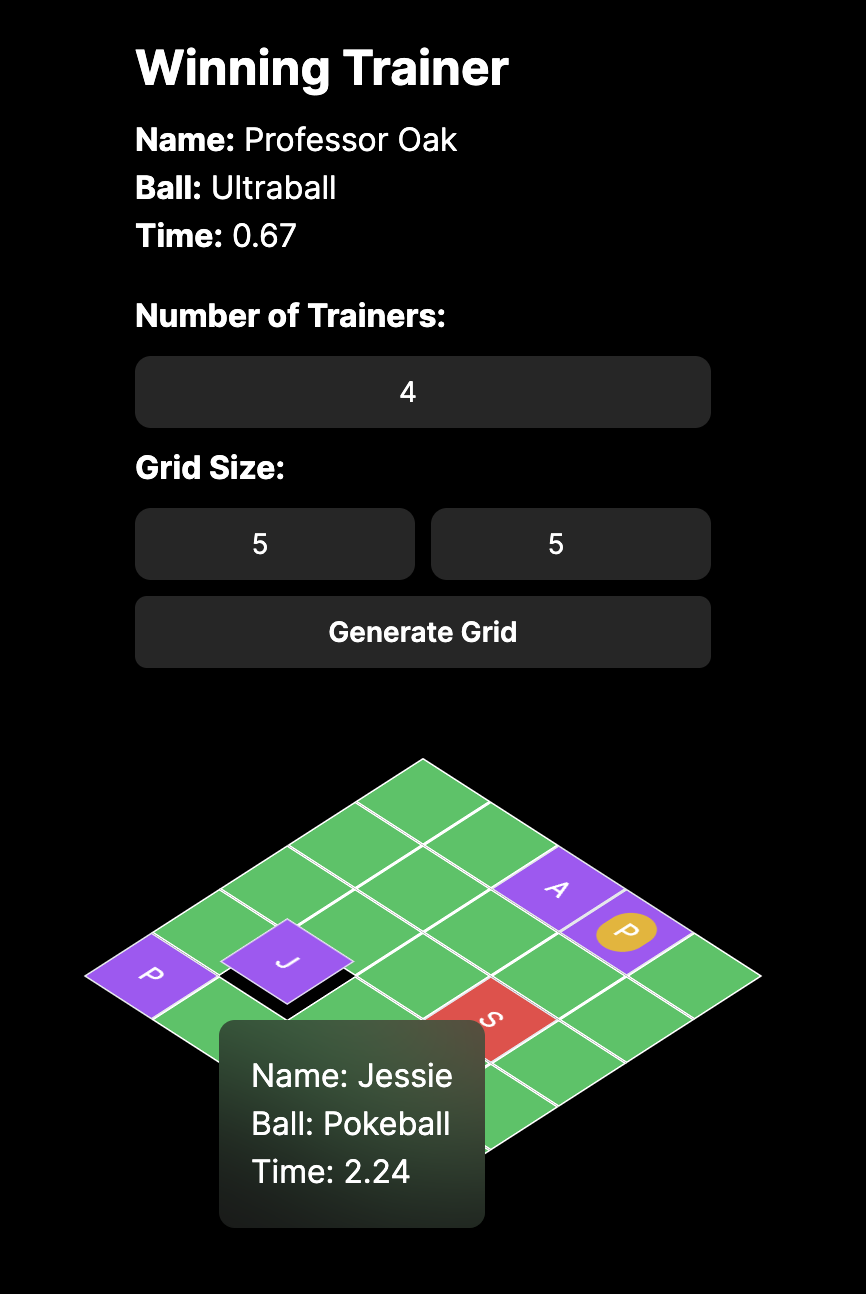 Winning Trainer
Name: Professor Oak
Ball: Ultraball
Time: 0.67
Number of Trainers:
4
Grid Size:
5 5
Generate Grid
A
P
P
J
S
Name: Jessie
Ball: Pokeball
Time: 2.24